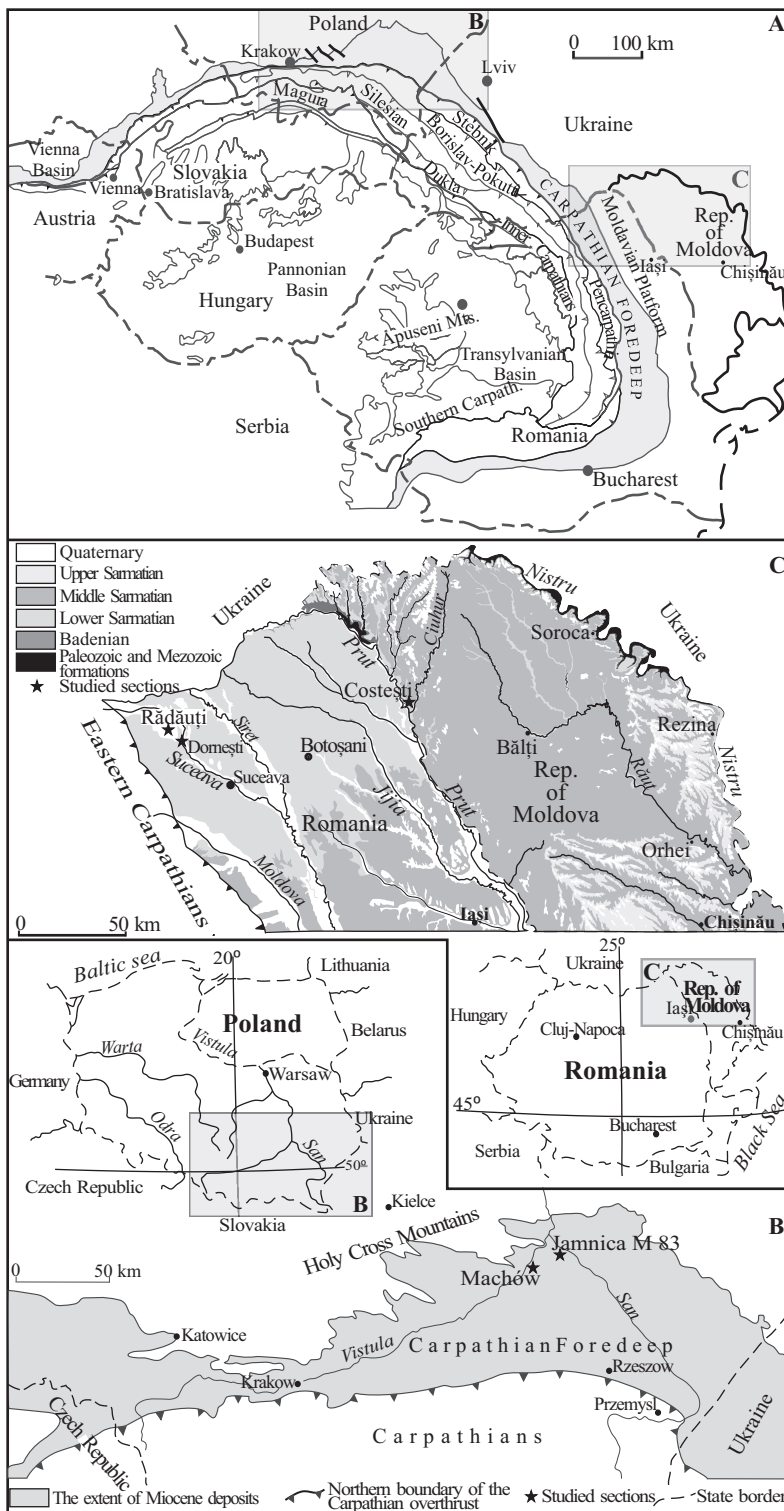 A
Poland
B
0 100 km
Krakow
Lviv
Magura
Silesian
Stebnik
Borislav-Pokuttia
Ukraine
Vienna
Basin
Slovakia
Vienna
Bratislava
Dukla
Austria
C
CARPATHIAN FOREDEEP
Moldavian Platform
Rep.
of
Moldova
Inner Carpathians
Iași
Chișinău
Budapest
Pannonian
Basin
Hungary
Apuseni Mts.
Transylvanian
Basin
Southern Carpath.
Serbia
Romania
Bucharest
C
Quaternary
Upper Sarmatian
Middle Sarmatian
Lower Sarmatian
Badenian
Paleozoic and Mezozoic
formations
Studied sections
Ukraine
Nistru
Ciuhur
Soroca
Ukraine
Prut
Costești
Rădăuți
Siret
Rezina
Dornești
Botoșani
Bălți
Nistru
Suceava
Suceava
Rep.
of
Moldova
Răut
Eastern Carpathians
Jijia
Prut
Romania
Orhei
Moldova
0 50 km
Iași
Chișinău
20°
Baltic sea
Lithuania
Poland
Vistula
Belarus
Warta
Warsaw
Germany
Odra
Ukraine
San
50°
Czech Republic
B
Slovakia
25°
Ukraine
C
Hungary
Rep. of
Moldova
Iași
Cluj-Napoca
Chișinău
Romania
45°
Bucharest
Black Sea
Serbia
Bulgaria
B
Kielce
Holy Cross Mountains
0 50 km
Jamnica M 83
Machów
San
Katowice
Vistula
Carpathian Foredeep
Rzeszow
Krakow
Przemysl
Czech Republic
Carpathians
Ukraine
The extent of Miocene deposits
Northern boundary of the
Carpathian overthrust
Studied sections
State border